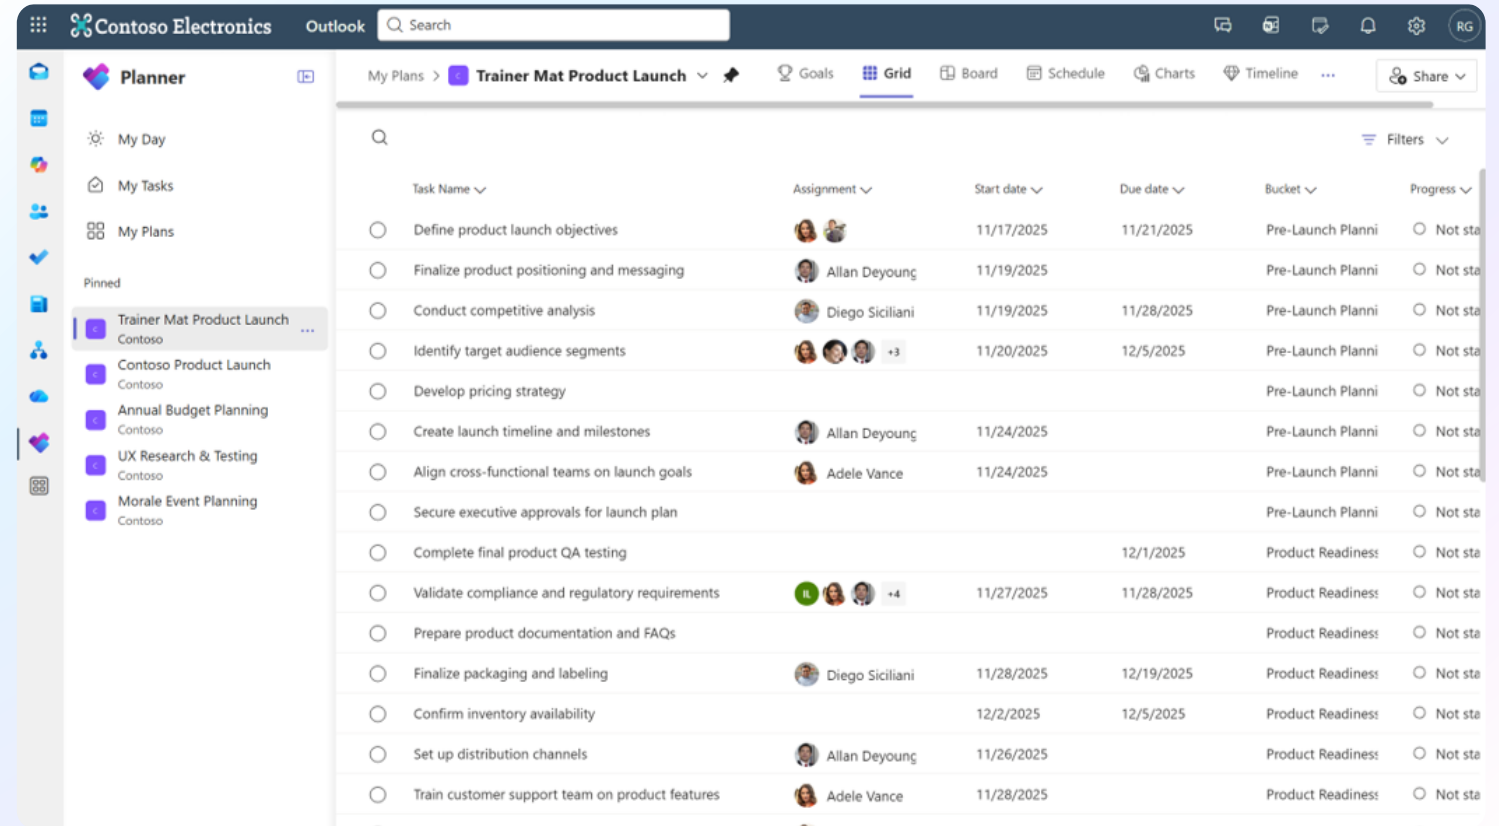 Contoso Electronics
Outlook
Search
RG
Planner
My Day
My Tasks
My Plans
Pinned
Trainer Mat Product Launch
Contoso
Contoso Product Launch
Contoso
Annual Budget Planning
Contoso
UX Research & Testing
Contoso
Morale Event Planning
Contoso
My Plans > C Trainer Mat Product Launch
Goals Grid Board Schedule Charts Timeline ... Share
Filters
Task Name Assignment Start date Due date Bucket Progress
Define product launch objectives 11/17/2025 11/21/2025 Pre-Launch Planni Not sta
Finalize product positioning and messaging Allan Deyoung 11/19/2025 Pre-Launch Planni Not sta
Conduct competitive analysis Diego Siciliani 11/19/2025 11/28/2025 Pre-Launch Planni Not sta
Identify target audience segments +3 11/20/2025 12/5/2025 Pre-Launch Planni Not sta
Develop pricing strategy Pre-Launch Planni Not sta
Create launch timeline and milestones Allan Deyoung 11/24/2025 Pre-Launch Planni Not sta
Align cross-functional teams on launch goals Adele Vance 11/24/2025 Pre-Launch Planni Not sta
Secure executive approvals for launch plan Pre-Launch Planni Not sta
Complete final product QA testing 12/1/2025 Product Readiness Not sta
Validate compliance and regulatory requirements IL +4 11/27/2025 11/28/2025 Product Readiness Not sta
Prepare product documentation and FAQs Product Readiness Not sta
Finalize packaging and labeling Diego Siciliani 11/28/2025 12/19/2025 Product Readiness Not sta
Confirm inventory availability 12/2/2025 12/5/2025 Product Readiness Not sta
Set up distribution channels Allan Deyoung 11/26/2025 Product Readiness Not sta
Train customer support team on product features Adele Vance 11/28/2025 Product Readiness Not sta